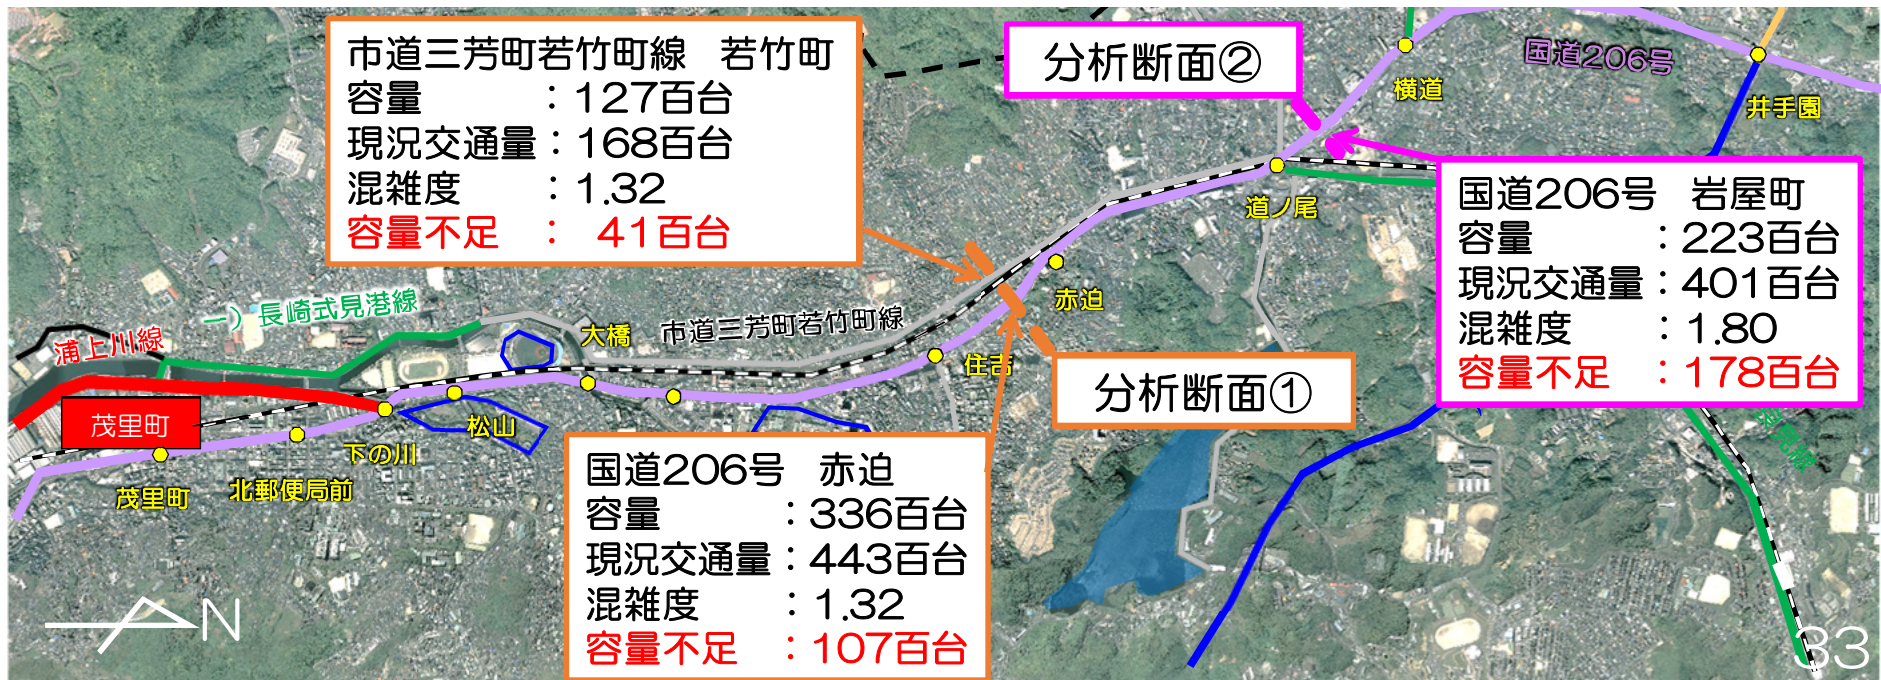 市道三芳町若竹町線　若竹町
容量　　　　：127百台
現況交通量：168百台
混雑度　　　：1.32
容量不足　：　41百台
分析断面②
国道206号
横道
井手園
国道206号　岩屋町
容量　　　　：223百台
現況交通量：401百台
混雑度　　　：1.80
容量不足　：178百台
道ノ尾
赤迫
一）長崎式見港線
浦上川線
大橋
市道三芳町若竹町線
住吉
分析断面①
茂里町
松山
下の川
北郵便局前
茂里町
国道206号　赤迫
容量　　　　：336百台
現況交通量：443百台
混雑度　　　：1.32
容量不足　：107百台
N
33